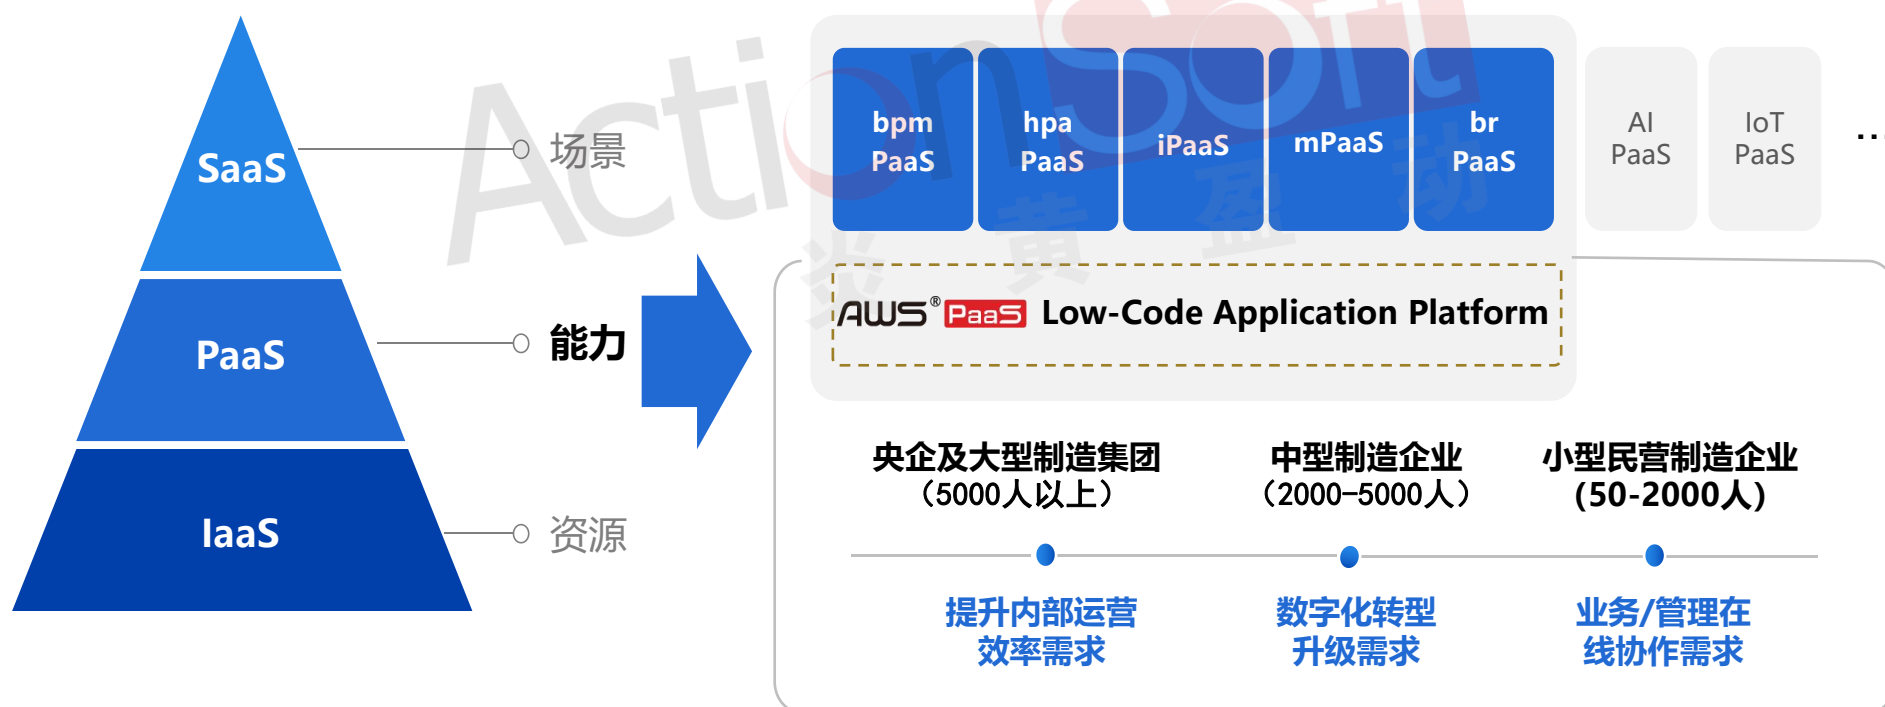 SaaS
场景
PaaS
能力
IaaS
资源
bpm
PaaS
hpa
PaaS
iPaaS
mPaaS
br
PaaS
AI
PaaS
IoT
PaaS
...
AWS® PaaS Low-Code Application Platform
央企及大型制造集团
（5000人以上）
中型制造企业
（2000-5000人）
小型民营制造企业
(50-2000人)
提升内部运营
效率需求
数字化转型
升级需求
业务/管理在
线协作需求
ActionSoft
炎黄盈动